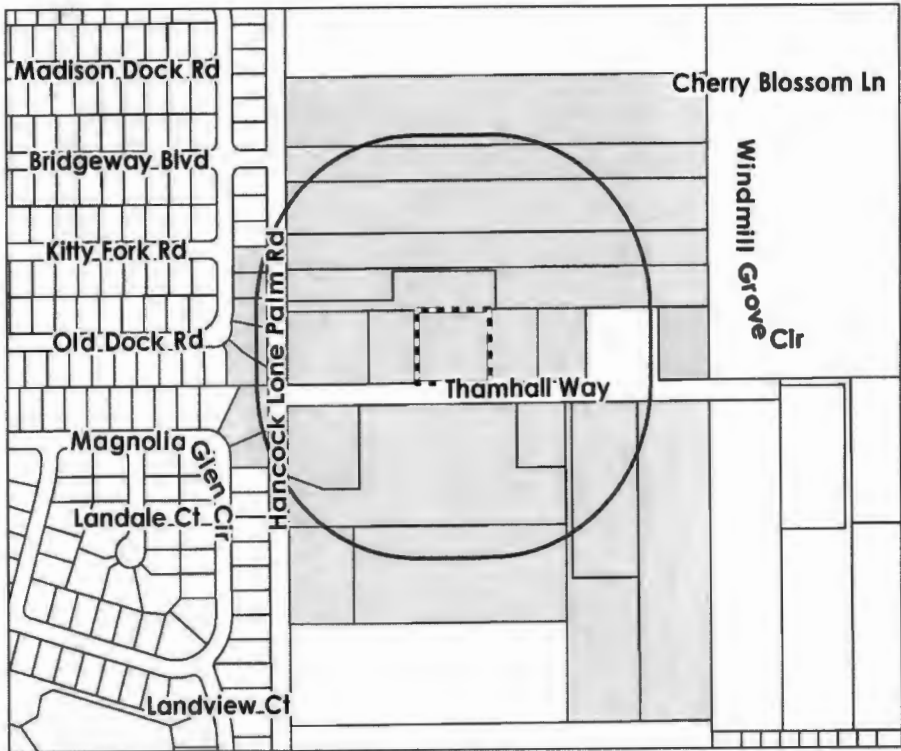 Madison Dock Rd
Cherry Blossom Ln
Bridgeway Blvd
Windmill Grove Cir
Kitty Fork Rd
Hancock Lone Palm Rd
Old Dock Rd
Thamhall Way
Magnolia Glen Cir
Landale Ct
Landview Ct